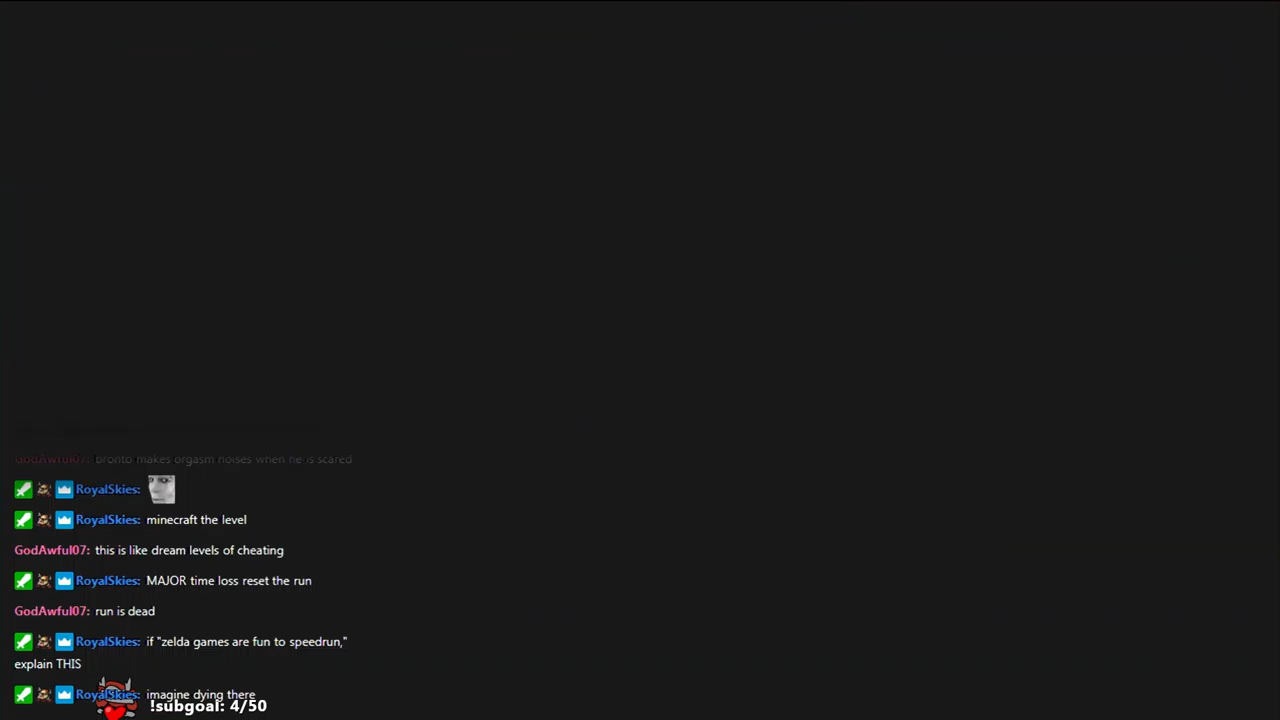 GodAwful07: bronto makes orgasm noises when he is scared
RoyalSkies:
RoyalSkies: minecraft the level
GodAwful07: this is like dream levels of cheating
RoyalSkies: MAJOR time loss reset the run
GodAwful07: run is dead
RoyalSkies: if "zelda games are fun to speedrun,"
explain THIS
RoyalSkies: imagine dying there
!subgoal: 4/50